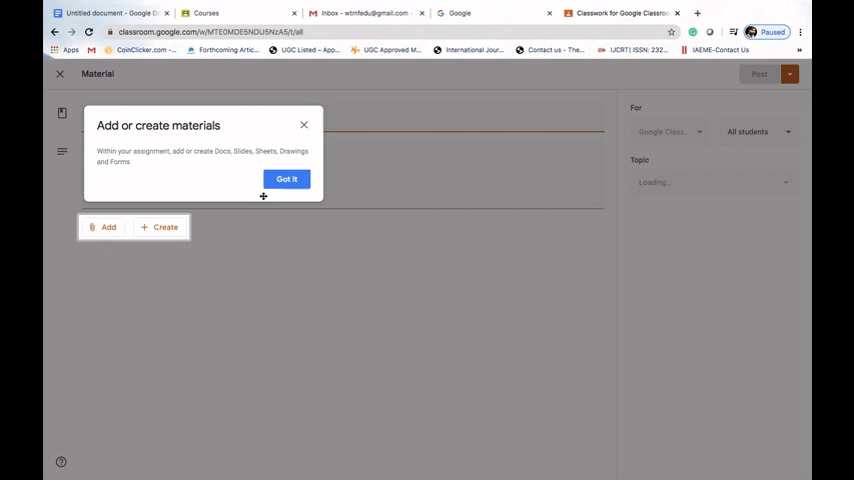 Untitled document - Google D
Courses
Inbox - wtmfedu@gmail.com -
Google
Classwork for Google Classroo
classroom.google.com/w/MTE0MDE5NDU5NzA5/t/all
Paused
Apps
CoinClicker.com -...
Forthcoming Artic...
UGC Listed – App...
UGC Approved M...
International Jour...
Contact us - The...
IJCRT( ISSN: 232...
IAEME-Contact Us
Material
Post
Add or create materials
Within your assignment, add or create Docs, Slides, Sheets, Drawings
and Forms
Got it
Add
Create
For
Google Class...
All students
Topic
Loading...